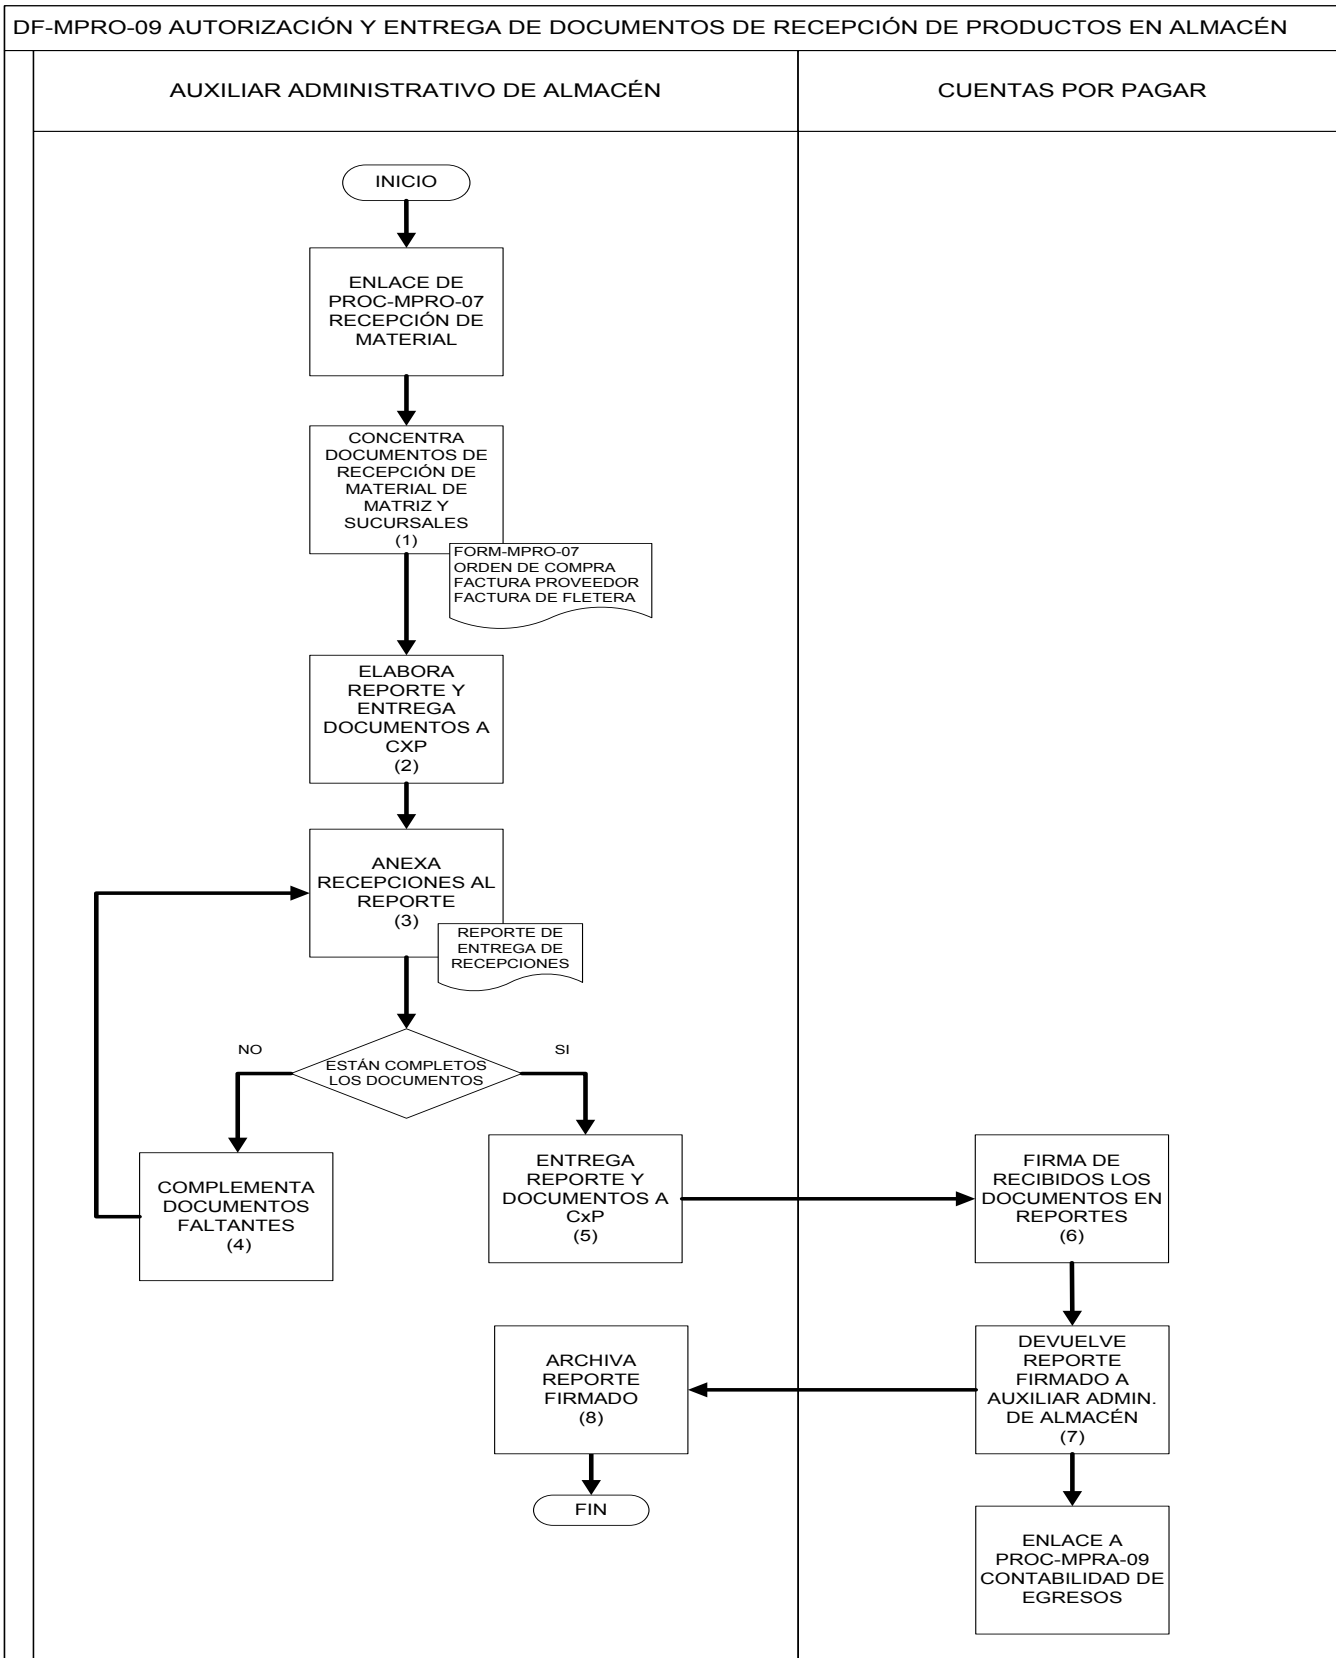 DF-MPRO-09 AUTORIZACIÓN Y ENTREGA DE DOCUMENTOS DE RECEPCIÓN DE PRODUCTOS EN ALMACÉN
AUXILIAR ADMINISTRATIVO DE ALMACÉN
CUENTAS POR PAGAR
INICIO
ENLACE DE
PROC-MPRO-07
RECEPCIÓN DE
MATERIAL
CONCENTRA
DOCUMENTOS DE
RECEPCIÓN DE
MATERIAL DE
MATRIZ Y
SUCURSALES
(1)
FORM-MPRO-07
ORDEN DE COMPRA
FACTURA PROVEEDOR
FACTURA DE FLETERA
ELABORA
REPORTE Y
ENTREGA
DOCUMENTOS A
CXP
(2)
ANEXA
RECEPCIONES AL
REPORTE
(3)
REPORTE DE
ENTREGA DE
RECEPCIONES
NO
SI
ESTÁN COMPLETOS
LOS DOCUMENTOS
COMPLEMENTA
DOCUMENTOS
FALTANTES
(4)
ENTREGA
REPORTE Y
DOCUMENTOS A
CxP
(5)
FIRMA DE
RECIBIDOS LOS
DOCUMENTOS EN
REPORTES
(6)
DEVUELVE
REPORTE
FIRMADO A
AUXILIAR ADMIN.
DE ALMACÉN
(7)
ARCHIVA
REPORTE
FIRMADO
(8)
FIN
ENLACE A
PROC-MPRA-09
CONTABILIDAD DE
EGRESOS